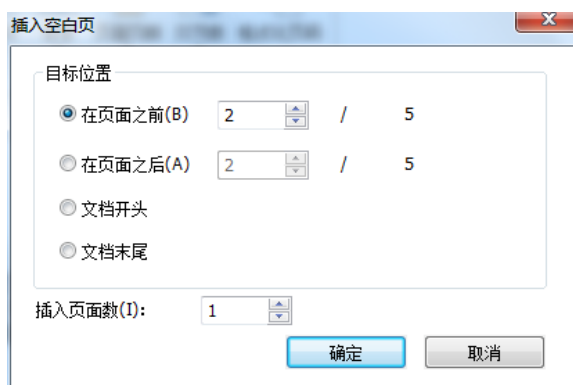 插入空白页
目标位置
在页面之前(B) 2 / 5
在页面之后(A) 2 / 5
文档开头
文档末尾
插入页面数(I): 1
确定 取消